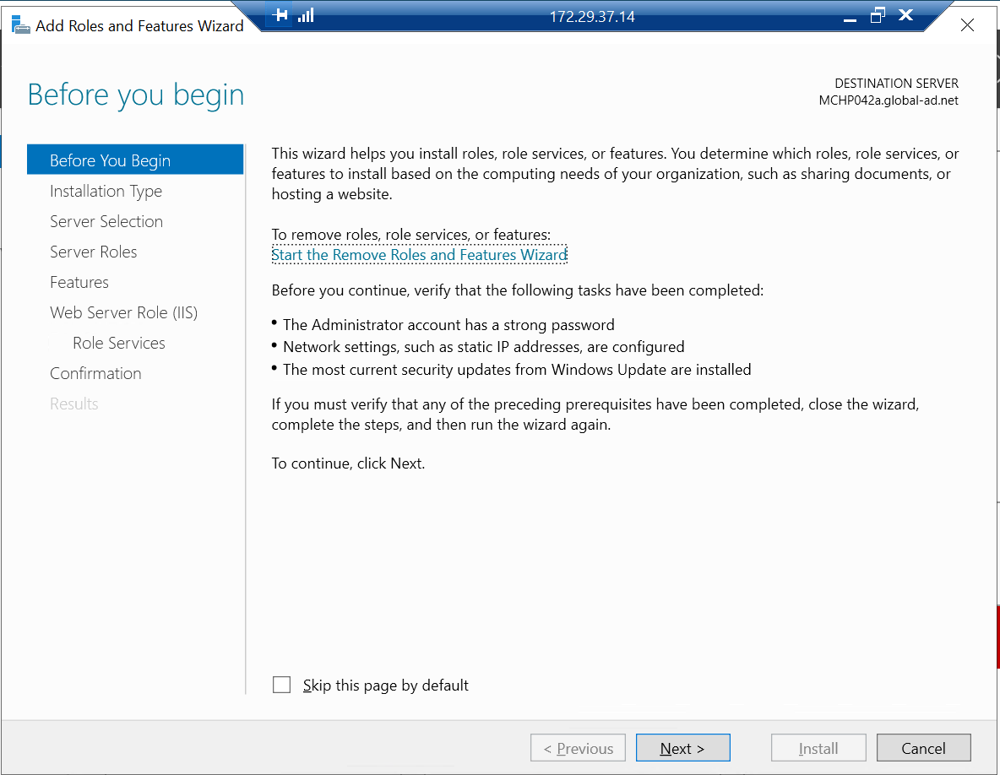 172.29.37.14
Add Roles and Features Wizard
Before you begin
DESTINATION SERVER
MCHP042a.global-ad.net
Before You Begin
Installation Type
Server Selection
Server Roles
Features
Web Server Role (IIS)
Role Services
Confirmation
Results
This wizard helps you install roles, role services, or features. You determine which roles, role services, or
features to install based on the computing needs of your organization, such as sharing documents, or
hosting a website.
To remove roles, role services, or features:
Start the Remove Roles and Features Wizard
Before you continue, verify that the following tasks have been completed:
• The Administrator account has a strong password
• Network settings, such as static IP addresses, are configured
• The most current security updates from Windows Update are installed
If you must verify that any of the preceding prerequisites have been completed, close the wizard,
complete the steps, and then run the wizard again.
To continue, click Next.
Skip this page by default
< Previous
Next >
Install
Cancel